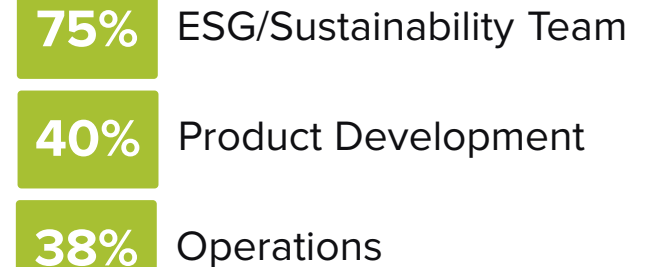 75% ESG/Sustainability Team
40% Product Development
38% Operations